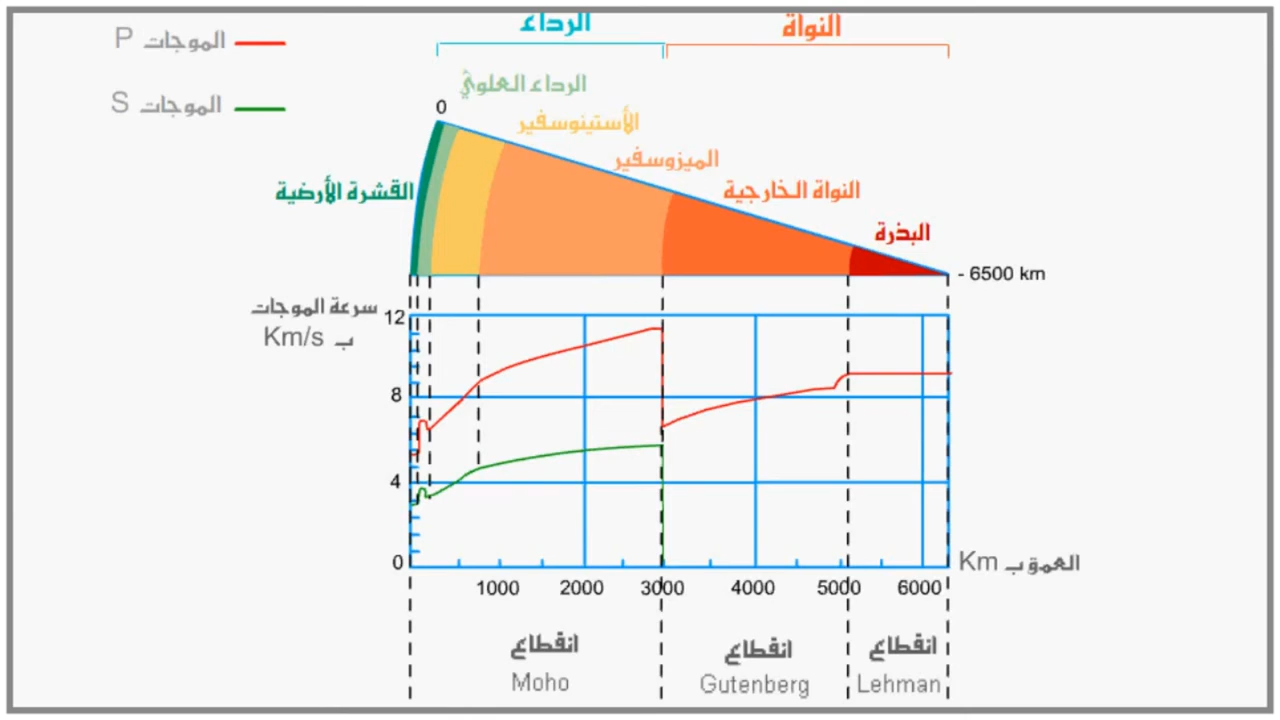 الرداء
النواة
الموجات P
الموجات S
الرداء العلوي
0
الأستينوسفير
الميزوسفير
القشرة الأرضية
النواة الخارجية
البذرة
- 6500 km
سرعة الموجات
ب Km/s
12
8
4
0
العمق ب Km
1000 2000 3000 4000 5000 6000
انقطاع
Moho
انقطاع
Gutenberg
انقطاع
Lehman